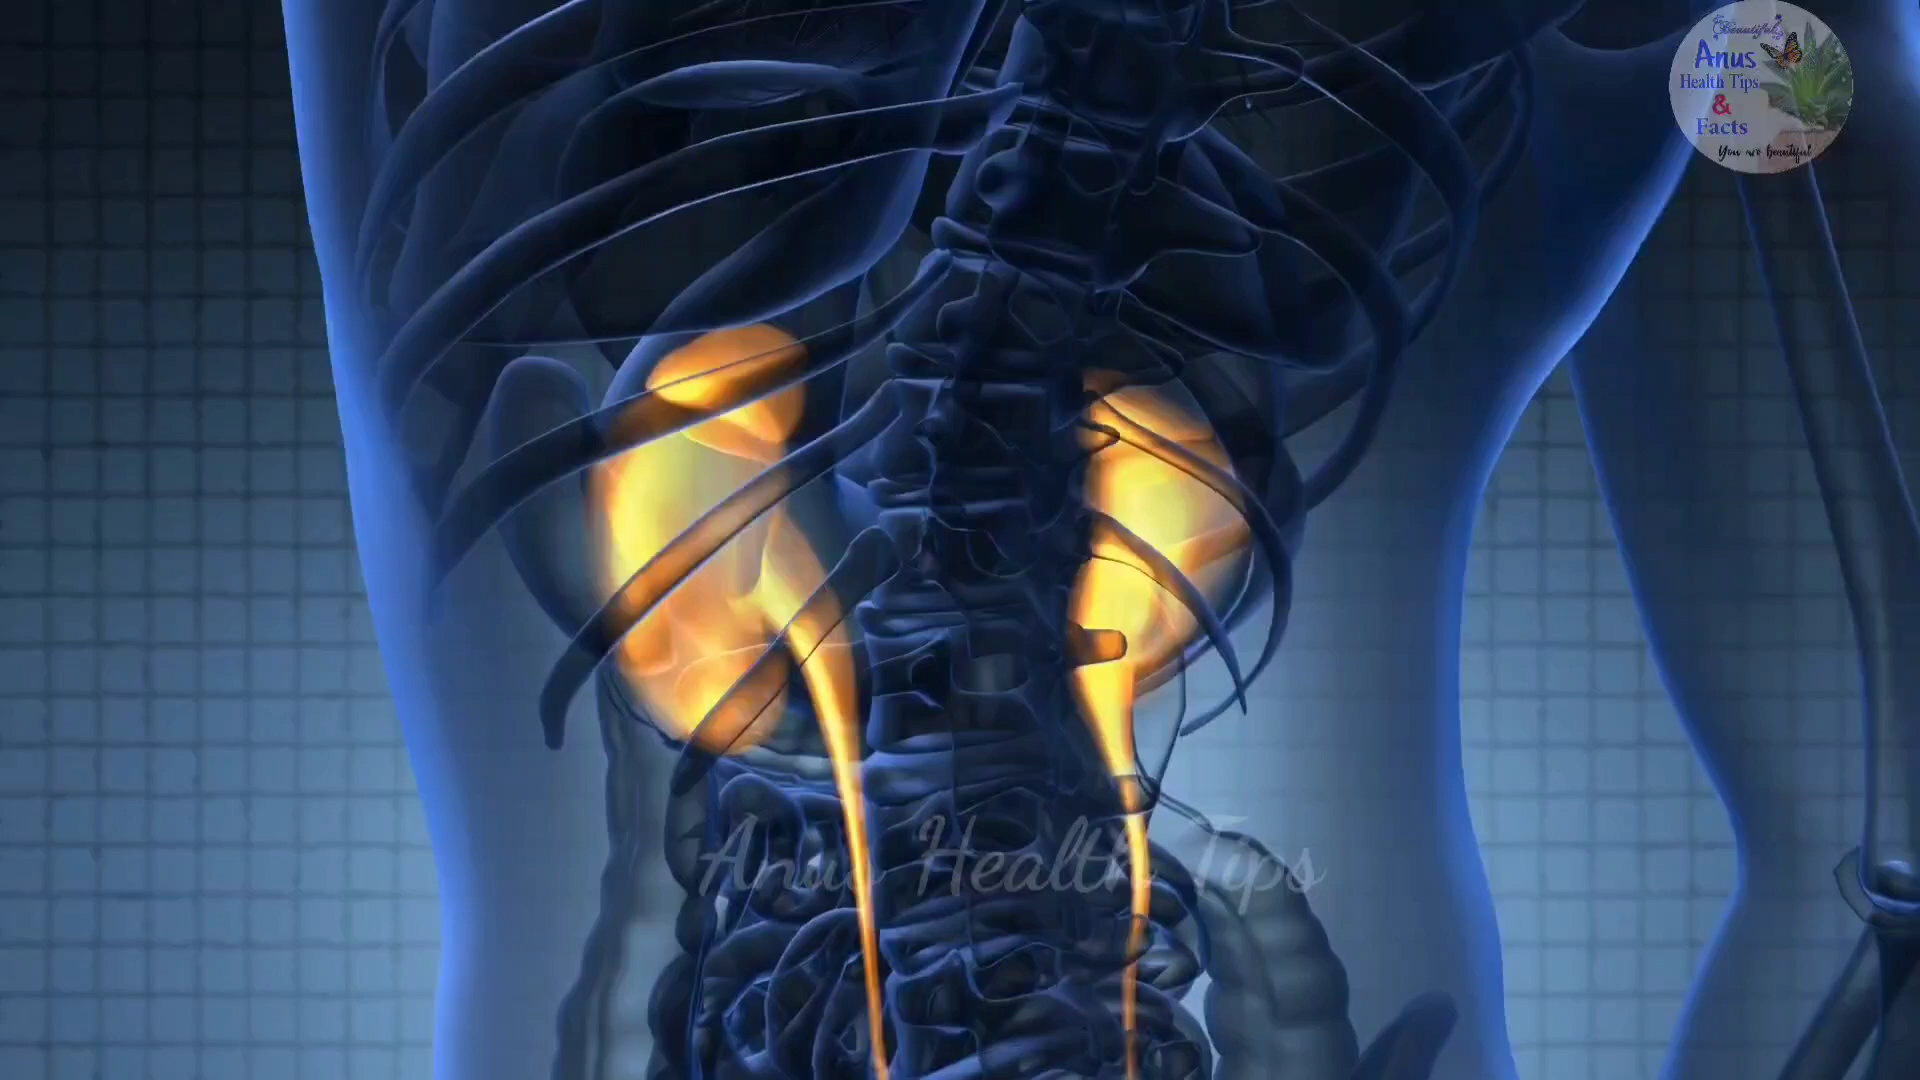 Beautiful
Anus
Health Tips
&
Facts
You are beautiful
Anus Health Tips